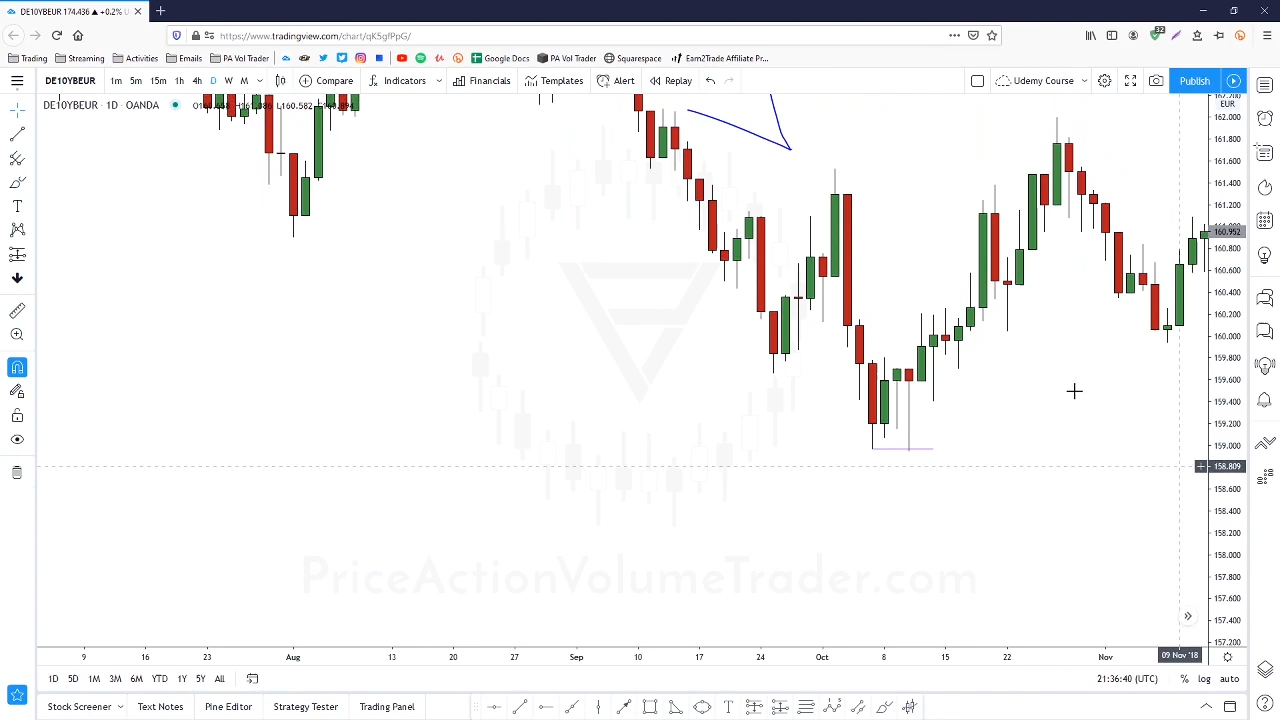 DE10YBEUR 174.436 ▲ +0.2%
https://www.tradingview.com/chart/qK5gfPpG/
32
Trading Streaming Activities Emails PA Vol Trader Google Docs PA Vol Trader Squarespace Earn2Trade Affiliate Pr...
DE10YBEUR 1m 5m 15m 1h 4h D W M Compare Indicators Financials Templates Alert Replay Udemy Course Publish
DE10YBEUR · 1D · OANDA
EUR
162.000
161.800
161.600
161.400
161.200
160.952
160.800
160.600
160.400
160.200
160.000
159.800
159.600
159.400
159.200
159.000
158.809
158.600
158.400
158.200
158.000
157.800
157.600
157.400
157.200
PriceActionVolumeTrader.com
9 16 23 Aug 13 20 27 Sep 10 17 24 Oct 8 15 22 Nov 09 Nov '18
1D 5D 1M 3M 6M YTD 1Y 5Y All 21:36:40 (UTC) % log auto
Stock Screener Text Notes Pine Editor Strategy Tester Trading Panel